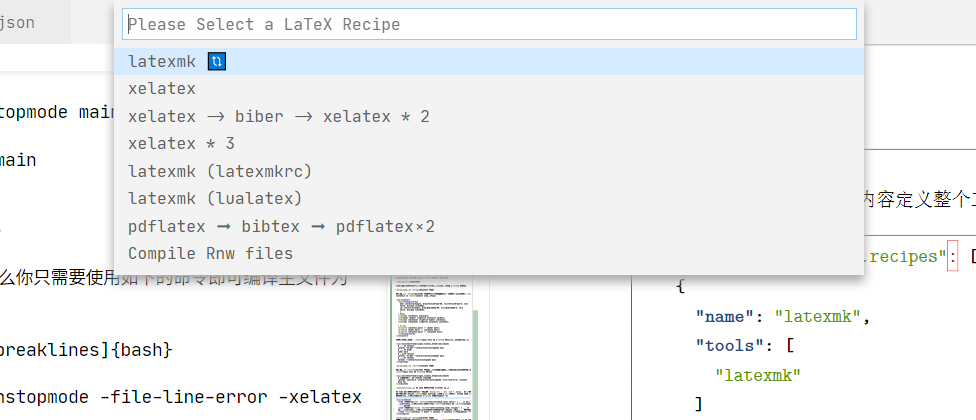 json
Please Select a LaTeX Recipe
latexmk 🔃
xelatex
xelatex -> biber -> xelatex * 2
xelatex * 3
latexmk (latexmkrc)
latexmk (lualatex)
pdflatex ➞ bibtex ➞ pdflatex×2
Compile Rnw files
topmode main
main
么你只需要使用如下的命令即可编译主文件为
breaklines]{bash}
nstopmode -file-line-error -xelatex
内容定义整个工
.recipes": [
{
"name": "latexmk",
"tools": [
"latexmk"
]